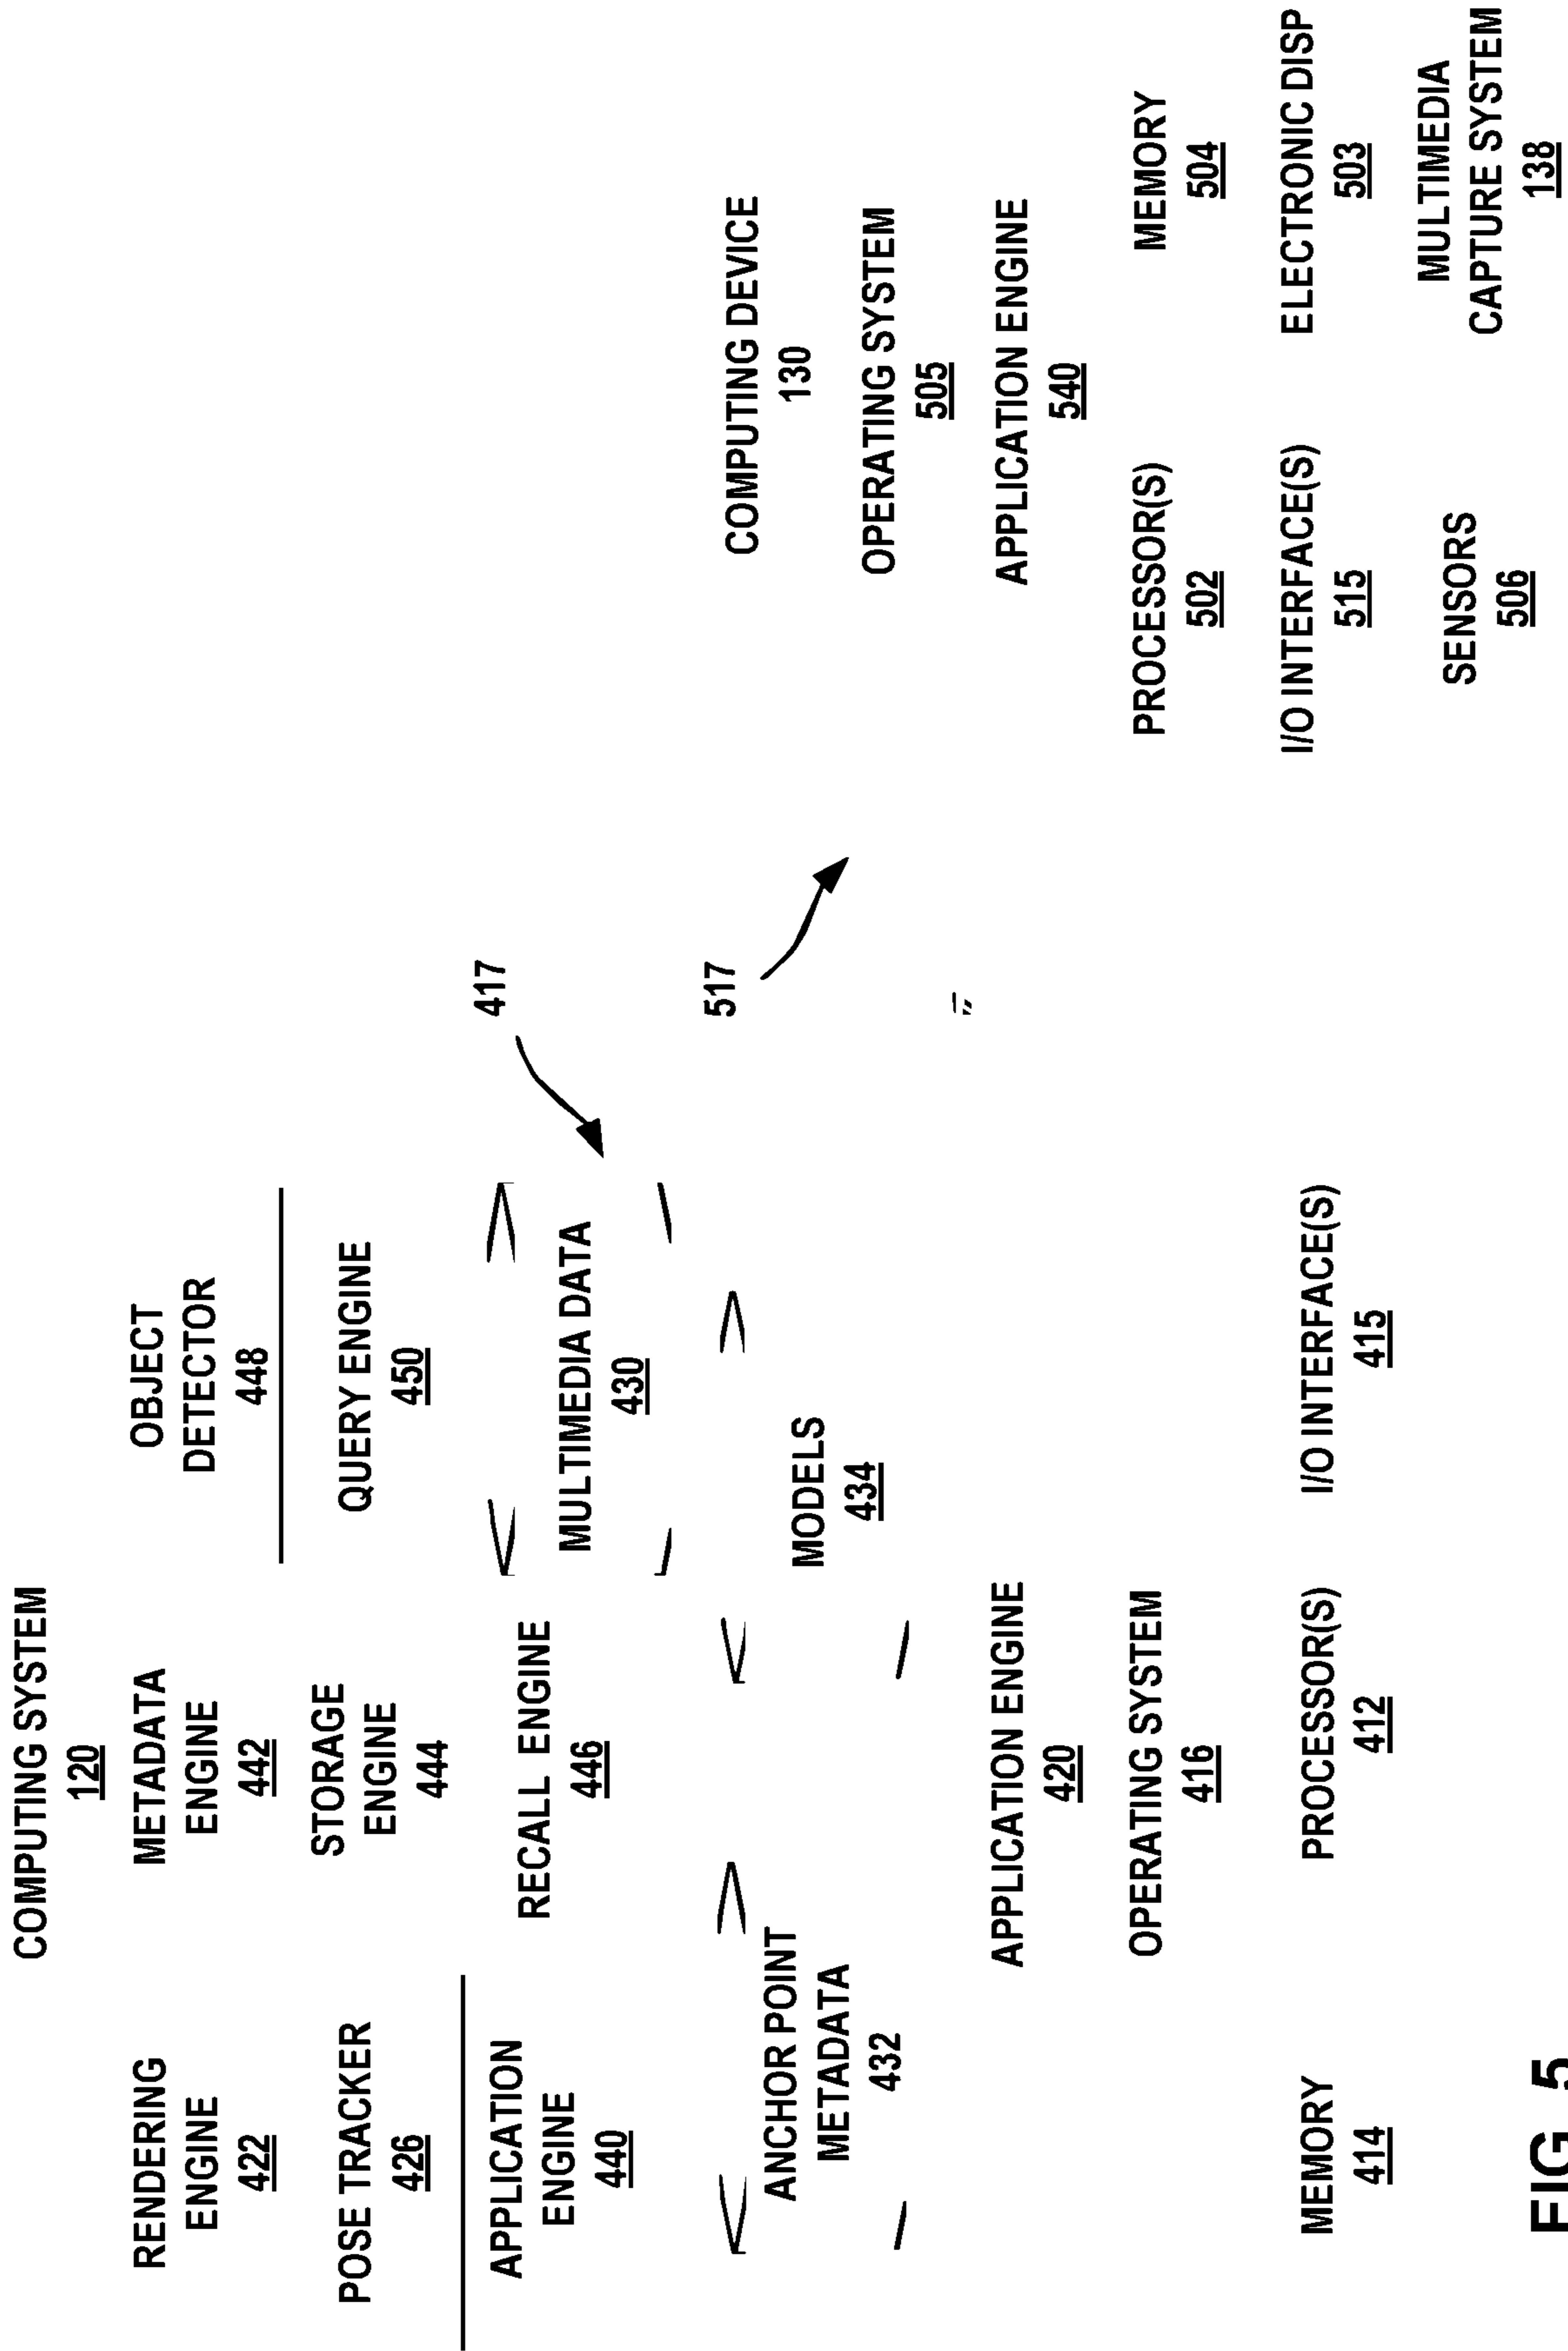 COMPUTING SYSTEM
120
RENDERING
ENGINE
422
METADATA
ENGINE
442
OBJECT
DETECTOR
448
POSE TRACKER
426
STORAGE
ENGINE
444
QUERY ENGINE
450
APPLICATION
ENGINE
440
RECALL ENGINE
446
MULTIMEDIA DATA
430
417
ANCHOR POINT
METADATA
432
MODELS
434
517
APPLICATION ENGINE
420
OPERATING SYSTEM
416
MEMORY
414
PROCESSOR(S)
412
I/O INTERFACE(S)
415
COMPUTING DEVICE
130
OPERATING SYSTEM
505
APPLICATION ENGINE
540
PROCESSOR(S)
502
MEMORY
504
I/O INTERFACE(S)
515
ELECTRONIC DISP
503
SENSORS
506
MULTIMEDIA
CAPTURE SYSTEM
138
FIG. 5